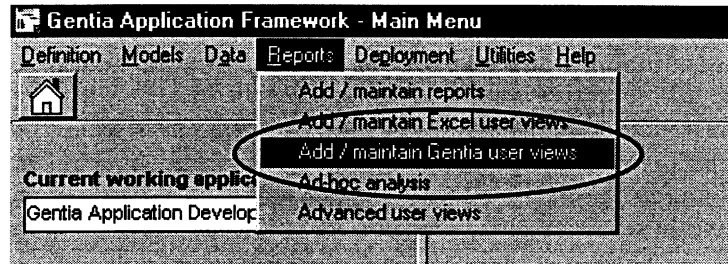 Gentia Application Framework - Main Menu
Definition Models Data Reports Deployment Utilities Help
Add / maintain reports
Add / maintain Excel user views
Add / maintain Gentia user views
Current working applic
Ad-hoc analysis
Gentia Application Develop
Advanced user views